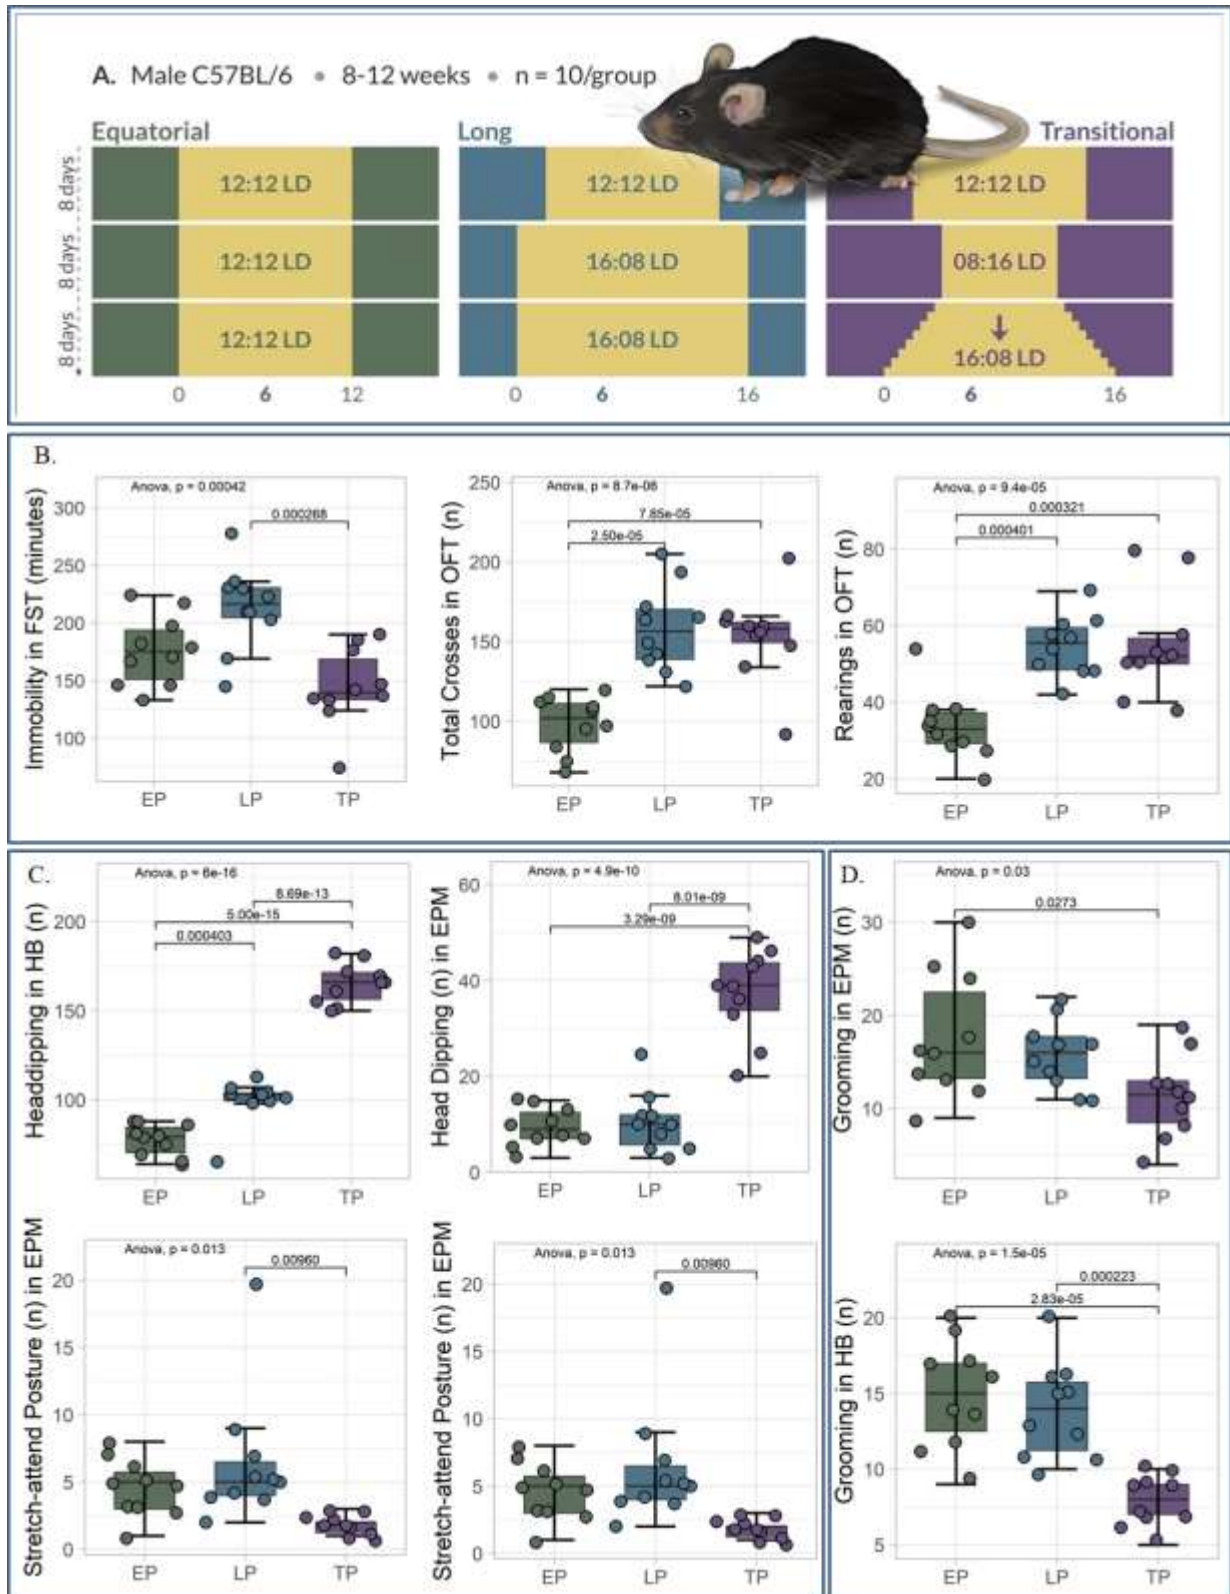 A. Male C57BL/6 • 8-12 weeks • n = 10/group
Equatorial Long Transitional
8 days 12:12 LD 12:12 LD 12:12 LD
8 days 12:12 LD 16:08 LD 08:16 LD
8 days 12:12 LD 16:08 LD ↓ 16:08 LD
0 6 12 0 6 16 0 6 16
B.
Immobility in FST (minutes)
Anova, p = 0.00042
0.000268
300
250
200
150
100
EP LP TP
Total Crosses in OFT (n)
Anova, p = 8.7e-06
7.85e-05
2.50e-05
250
200
150
100
EP LP TP
Rearings in OFT (n)
Anova, p = 9.4e-05
0.000321
0.000401
80
60
40
20
EP LP TP
C.
Headdipping in HB (n)
Anova, p = 6e-16
8.69e-13
5.00e-15
0.000403
200
150
100
EP LP TP
Head Dipping (n) in EPM
Anova, p = 4.9e-10
8.01e-09
3.29e-09
60
40
20
0
EP LP TP
Stretch-attend Posture (n) in EPM
Anova, p = 0.013
0.00960
20
15
10
5
0
EP LP TP
Stretch-attend Posture (n) in EPM
Anova, p = 0.013
0.00960
20
15
10
5
0
EP LP TP
D.
Grooming in EPM (n)
Anova, p = 0.03
0.0273
30
20
10
EP LP TP
Grooming in HB (n)
Anova, p = 1.5e-05
0.000223
2.83e-05
20
15
10
5
EP LP TP